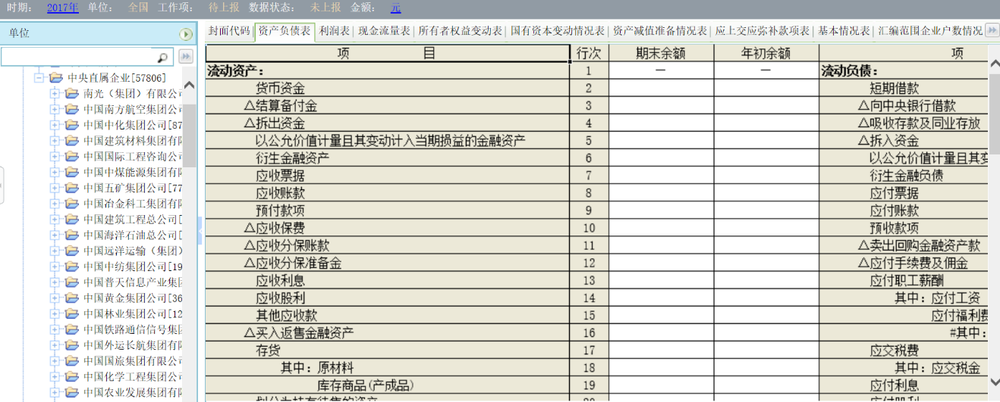 时期： 2017年 单位： 全国 工作项： 待上报 数据状态： 未上报 金额： 元
单位
封面代码 资产负债表 利润表 现金流量表 所有者权益变动表 国有资本变动情况表 资产减值准备情况表 应上交应弥补款项表 基本情况表 汇编范围企业户数情况
中央直属企业[57806]
南光（集团）有限公司
中国南方航空集团公
中国中化集团公司[87
中国建筑材料集团有限
中国国际工程咨询公司
中国中煤能源集团有限
中国五矿集团公司[77
中国冶金科工集团有限
中国建筑工程总公司[
中国海洋石油总公司[
中国远洋运输（集团）
中国中纺集团公司[19
中国普天信息产业集团
中国黄金集团公司[36
中国林业集团公司[12
中国铁路通信信号集团
中国外运长航集团有限
中国国旅集团有限公司
中国化学工程集团公
中国农业发展集团有限
项 目 行次 期末余额 年初余额 项
流动资产： 1 — — 流动负债：
货币资金 2 短期借款
△结算备付金 3 △向中央银行借款
△拆出资金 4 △吸收存款及同业存放
以公允价值计量且其变动计入当期损益的金融资产 5 △拆入资金
衍生金融资产 6 以公允价值计量且其变
应收票据 7 衍生金融负债
应收账款 8 应付票据
预付款项 9 应付账款
△应收保费 10 预收款项
△应收分保账款 11 △卖出回购金融资产款
△应收分保准备金 12 △应付手续费及佣金
应收利息 13 应付职工薪酬
应收股利 14 其中：应付工资
其他应收款 15 应付福利费
△买入返售金融资产 16 #其中：
存货 17 应交税费
其中：原材料 18 其中：应交税金
库存商品(产成品) 19 应付利息